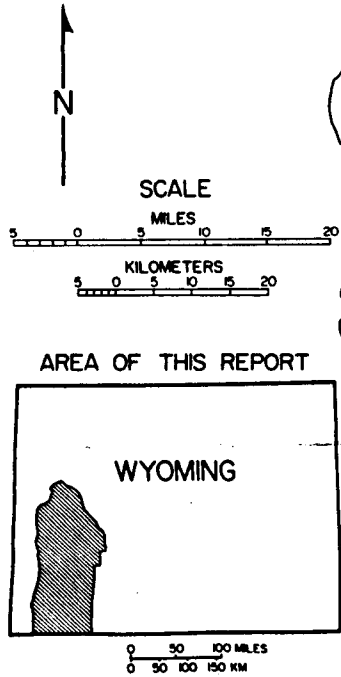 N
SCALE
MILES
5 0 5 10 15 20
KILOMETERS
5 0 5 10 15 20
AREA OF THIS REPORT
WYOMING
0 50 100 MILES
0 50 100 150 KM